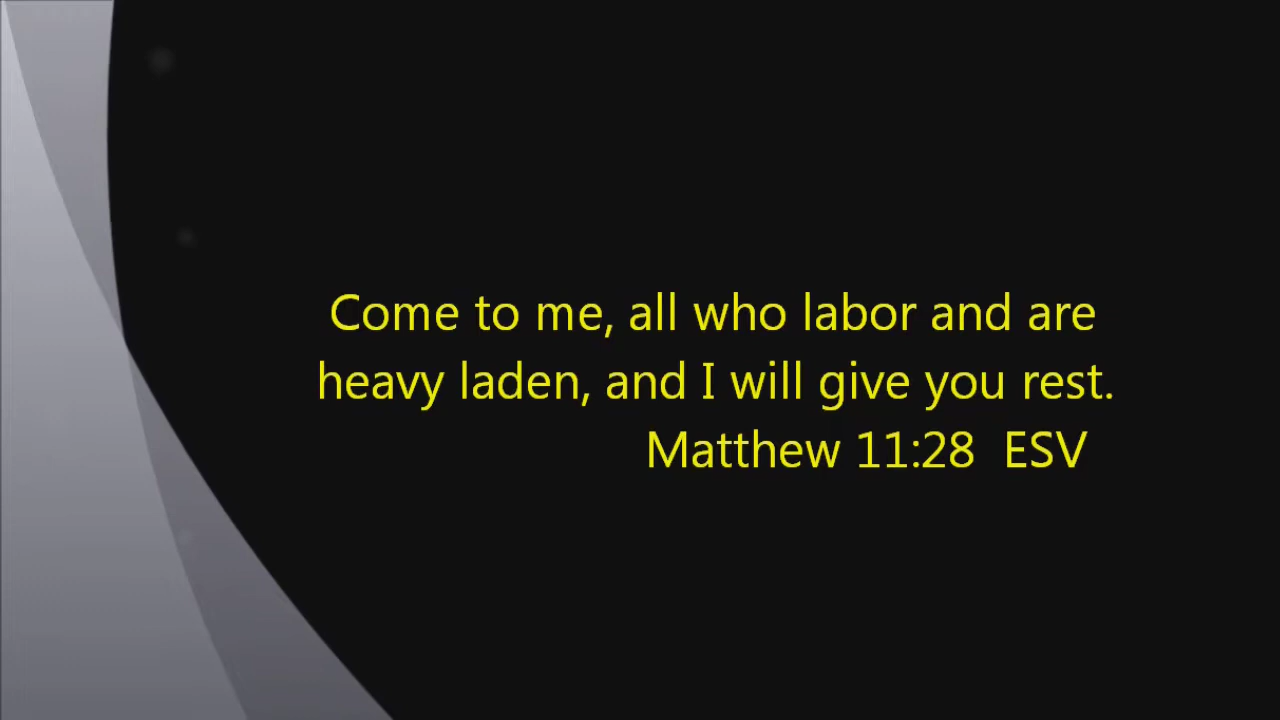 Come to me, all who labor and are
heavy laden, and I will give you rest.
Matthew 11:28  ESV